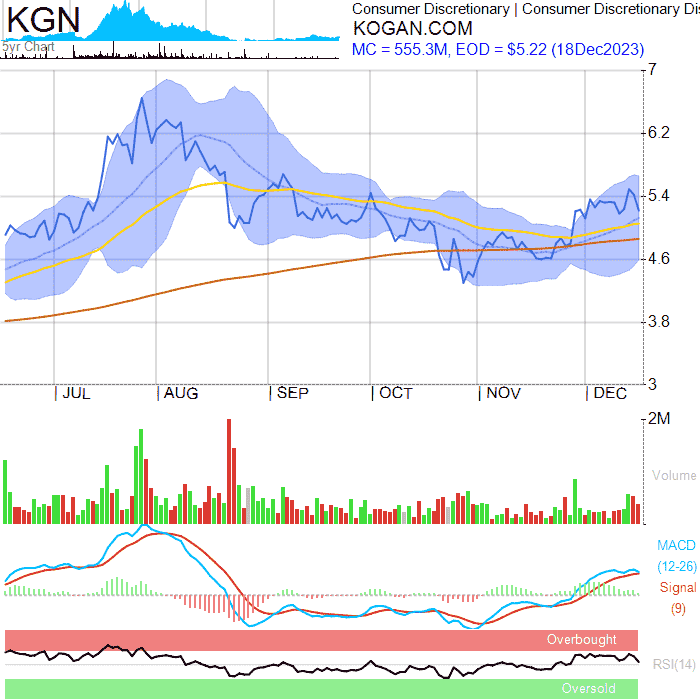 KGN
5yr Chart
Consumer Discretionary | Consumer Discretionary Dis
KOGAN.COM
MC = 555.3M, EOD = $5.22 (18Dec2023)
7
6.2
5.4
4.6
3.8
3
JUL
AUG
SEP
OCT
NOV
DEC
2M
Volume
MACD
(12-26)
Signal
(9)
Overbought
RSI(14)
Oversold